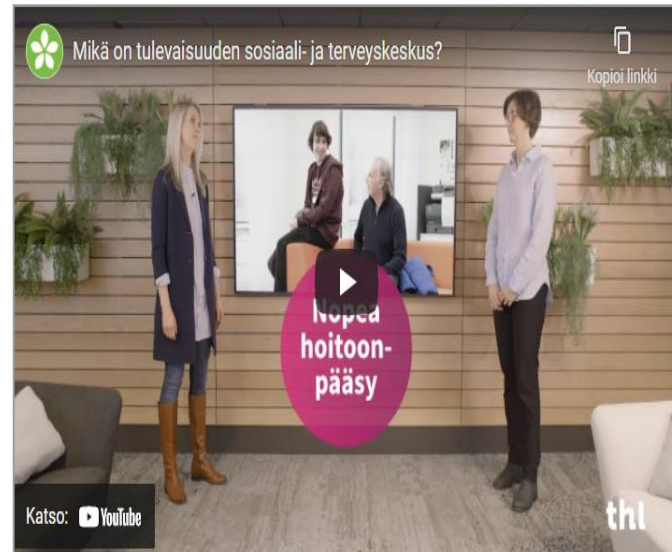 Mikä on tulevaisuuden sosiaali- ja terveyskeskus?
Kopioi linkki
Nopea
hoitoon-
pääsy
Katso: YouTube
thl